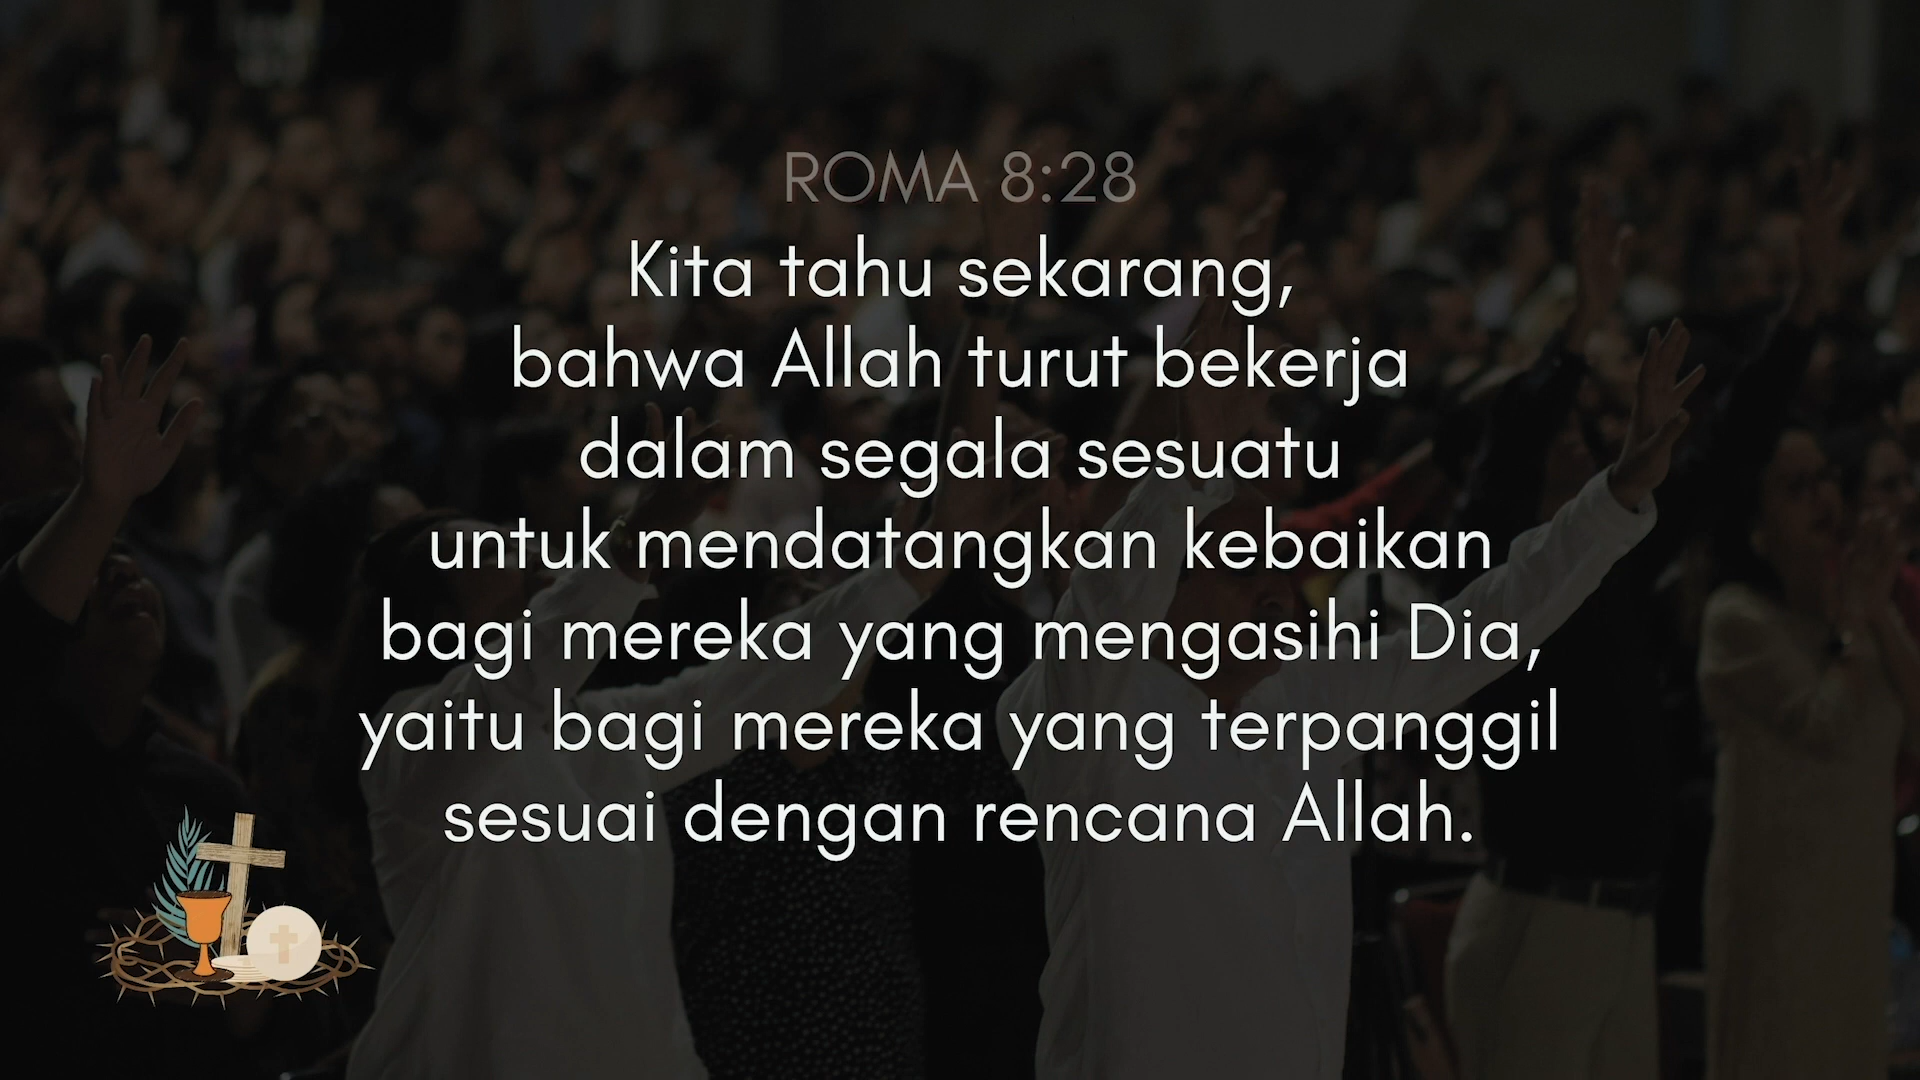 ROMA 8:28
Kita tahu sekarang,
bahwa Allah turut bekerja
dalam segala sesuatu
untuk mendatangkan kebaikan
bagi mereka yang mengasihi Dia,
yaitu bagi mereka yang terpanggil
sesuai dengan rencana Allah.